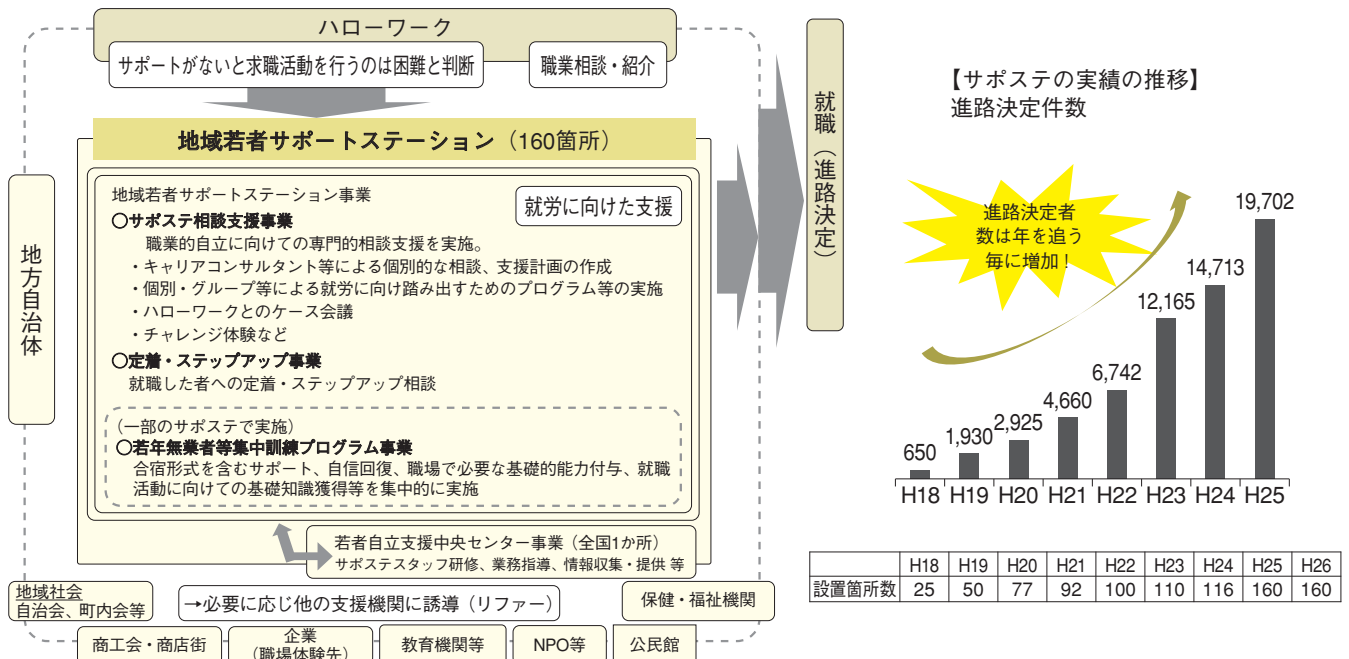 ハローワーク
サポートがないと求職活動を行うのは困難と判断
職業相談・紹介
地域若者サポートステーション（160箇所）
地域若者サポートステーション事業
就労に向けた支援
○サポステ相談支援事業
職業的自立に向けての専門的相談支援を実施。
・キャリアコンサルタント等による個別的な相談、支援計画の作成
・個別・グループ等による就労に向け踏み出すためのプログラム等の実施
・ハローワークとのケース会議
・チャレンジ体験など
○定着・ステップアップ事業
就職した者への定着・ステップアップ相談
（一部のサポステで実施）
○若年無業者等集中訓練プログラム事業
合宿形式を含むサポート、自信回復、職場で必要な基礎的能力付与、就職
活動に向けての基礎知識獲得等を集中的に実施
若者自立支援中央センター事業（全国1か所）
サポステスタッフ研修、業務指導、情報収集・提供 等
地方自治体
就職（進路決定）
地域社会
自治会、町内会等
→必要に応じ他の支援機関に誘導（リファー）
保健・福祉機関
商工会・商店街
企業
（職場体験先）
教育機関等
NPO等
公民館
【サポステの実績の推移】
進路決定件数
進路決定者
数は年を追う
毎に増加！
650 1,930 2,925 4,660 6,742 12,165 14,713 19,702
H18 H19 H20 H21 H22 H23 H24 H25
H18 H19 H20 H21 H22 H23 H24 H25 H26
設置箇所数 25 50 77 92 100 110 116 160 160